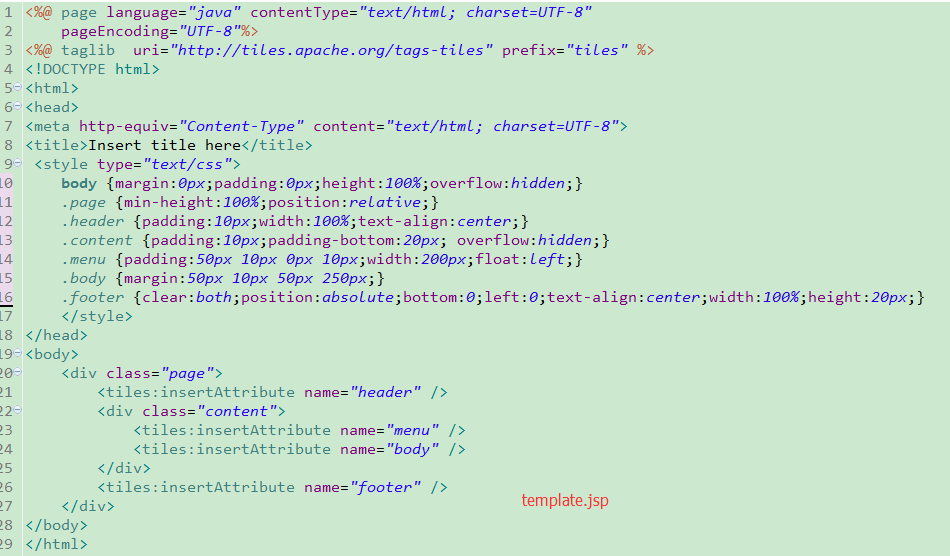 1 <%@ page language="java" contentType="text/html; charset=UTF-8"
2     pageEncoding="UTF-8"%>
3 <%@ taglib  uri="http://tiles.apache.org/tags-tiles" prefix="tiles" %>
4 <!DOCTYPE html>
5 <html>
6 <head>
7 <meta http-equiv="Content-Type" content="text/html; charset=UTF-8">
8 <title>Insert title here</title>
9  <style type="text/css">
10     body {margin:0px;padding:0px;height:100%;overflow:hidden;}
11     .page {min-height:100%;position:relative;}
12     .header {padding:10px;width:100%;text-align:center;}
13     .content {padding:10px;padding-bottom:20px; overflow:hidden;}
14     .menu {padding:50px 10px 0px 10px;width:200px;float:left;}
15     .body {margin:50px 10px 50px 250px;}
16     .footer {clear:both;position:absolute;bottom:0;left:0;text-align:center;width:100%;height:20px;}
17     </style>
18 </head>
19 <body>
20     <div class="page">
21         <tiles:insertAttribute name="header" />
22         <div class="content">
23             <tiles:insertAttribute name="menu" />
24             <tiles:insertAttribute name="body" />
25         </div>
26         <tiles:insertAttribute name="footer" />
template.jsp
27     </div>
28 </body>
29 </html>